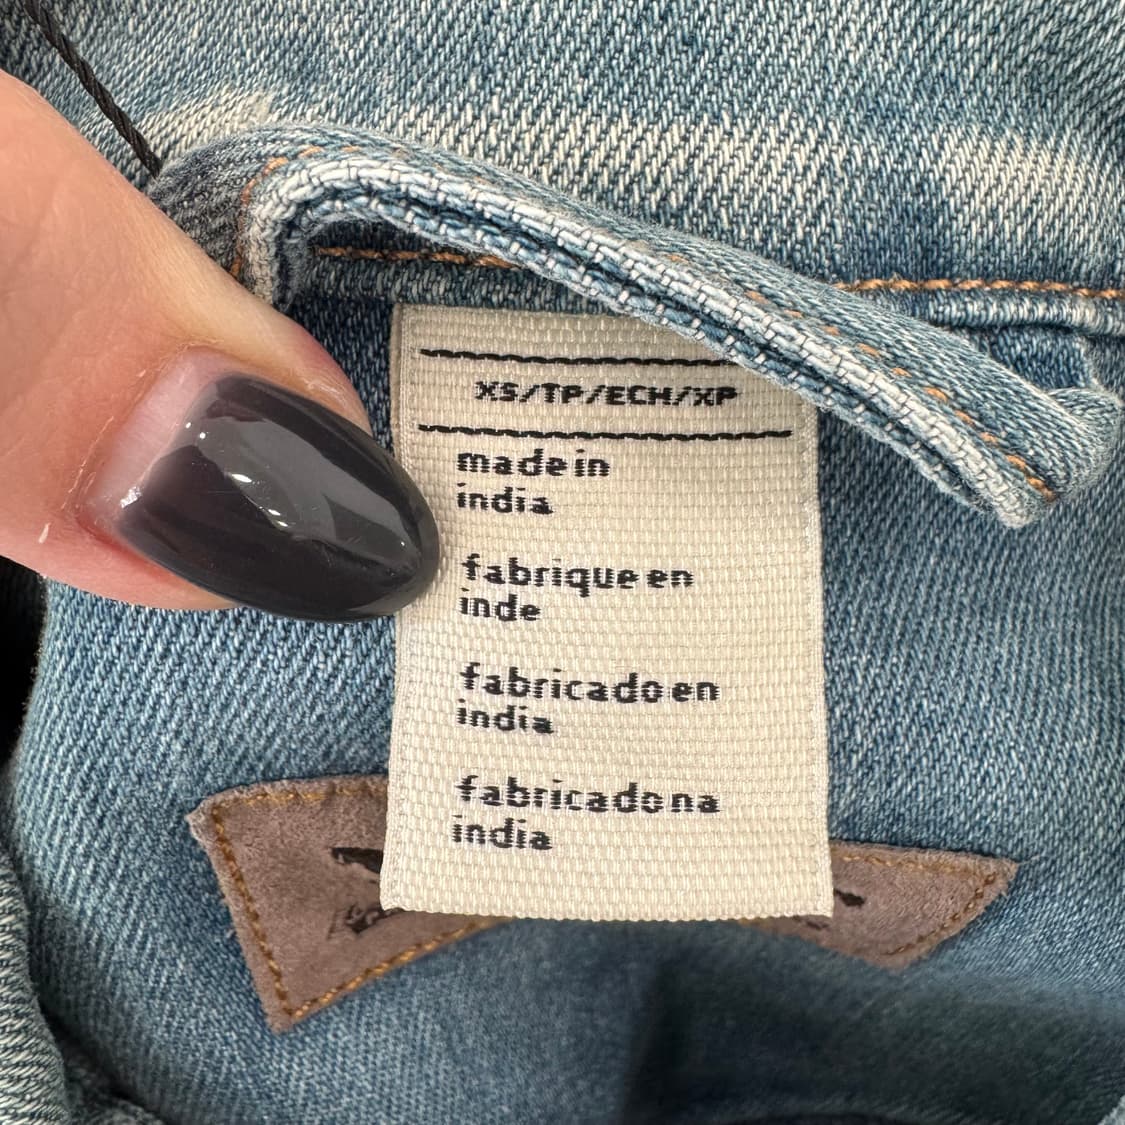 XS/TP/ECH/XP
made in
india
fabrique en
inde
fabricado en
india
fabricado na
india